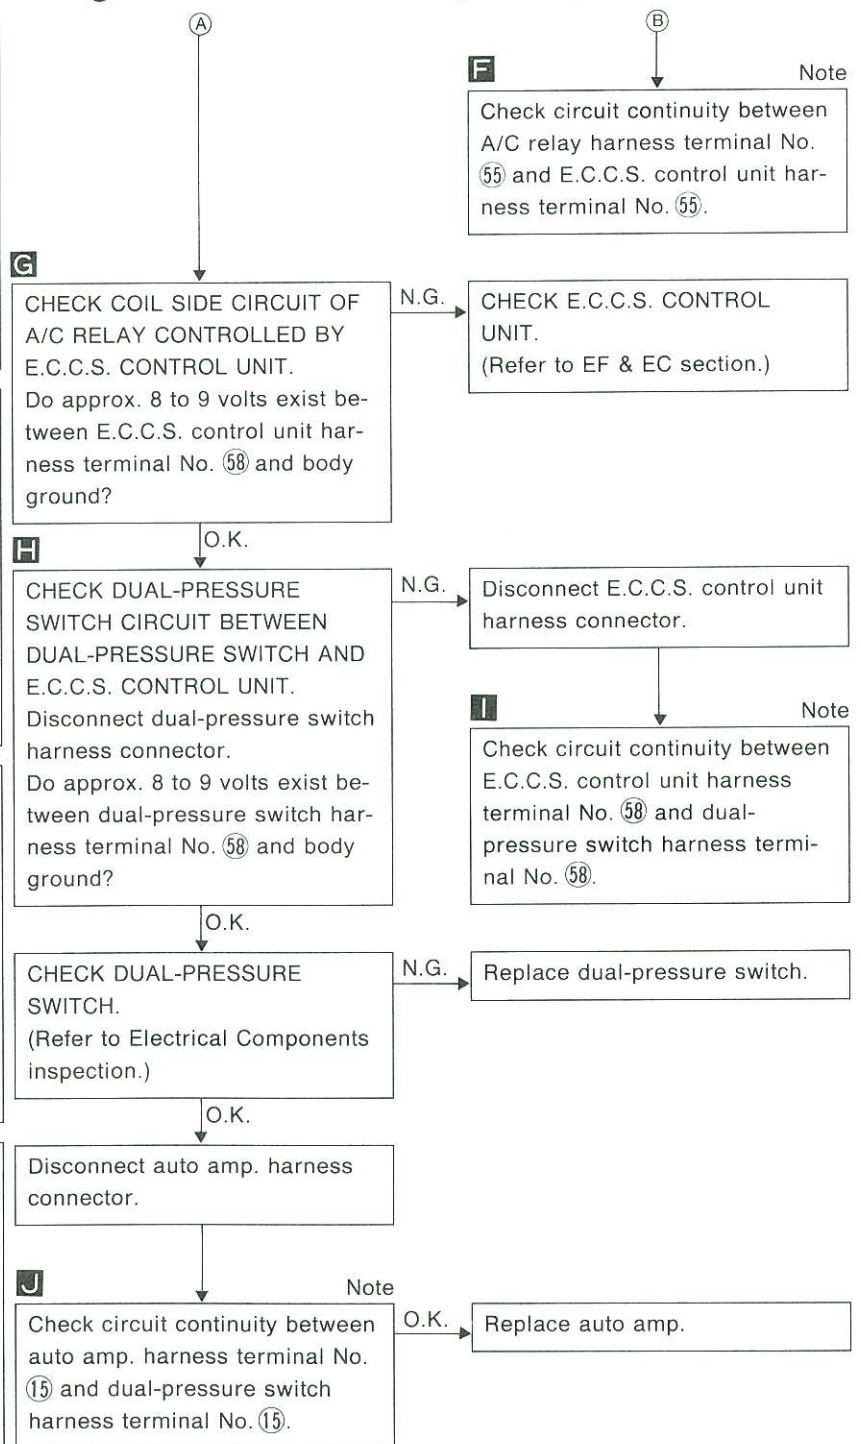 Ⓐ
Ⓑ
F
Note
Check circuit continuity between
A/C relay harness terminal No.
㊺ and E.C.C.S. control unit har-
ness terminal No. 55.
G
CHECK COIL SIDE CIRCUIT OF
A/C RELAY CONTROLLED BY
E.C.C.S. CONTROL UNIT.
Do approx. 8 to 9 volts exist be-
tween E.C.C.S. control unit har-
ness terminal No. 58 and body
ground?
N.G.
CHECK E.C.C.S. CONTROL
UNIT.
(Refer to EF & EC section.)
O.K.
H
CHECK DUAL-PRESSURE
SWITCH CIRCUIT BETWEEN
DUAL-PRESSURE SWITCH AND
E.C.C.S. CONTROL UNIT.
Disconnect dual-pressure switch
harness connector.
Do approx. 8 to 9 volts exist be-
tween dual-pressure switch har-
ness terminal No. 58 and body
ground?
N.G.
Disconnect E.C.C.S. control unit
harness connector.
I
Note
Check circuit continuity between
E.C.C.S. control unit harness
terminal No. 58 and dual-
pressure switch harness termi-
nal No. 58.
O.K.
CHECK DUAL-PRESSURE
SWITCH.
(Refer to Electrical Components
inspection.)
N.G.
Replace dual-pressure switch.
O.K.
Disconnect auto amp. harness
connector.
J
Note
Check circuit continuity between
auto amp. harness terminal No.
⑮ and dual-pressure switch
harness terminal No. ⑮.
O.K.
Replace auto amp.